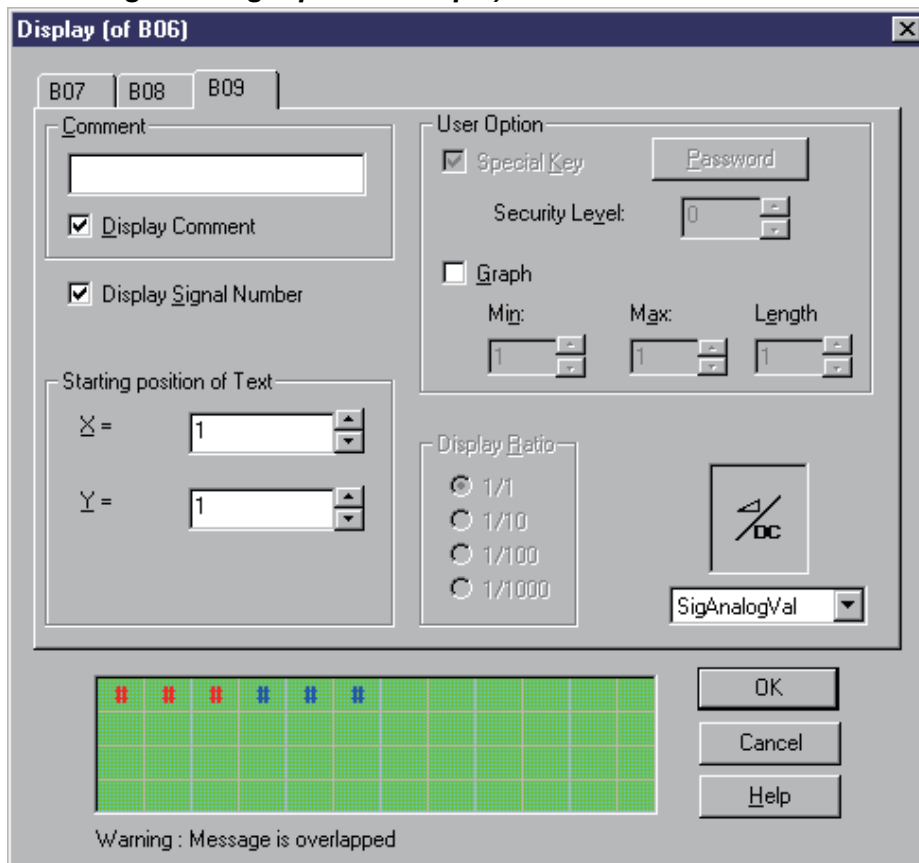 Display (of B06)
B07 B08 B09
Comment
Display Comment
Display Signal Number
Starting position of Text
X = 1
Y = 1
User Option
Special Key Password
Security Level: 0
Graph
Min: Max: Length
1 1 1
Display Ratio
1/1
1/10
1/100
1/1000
DC
SigAnalogVal
# # # # # #
OK
Cancel
Help
Warning : Message is overlapped